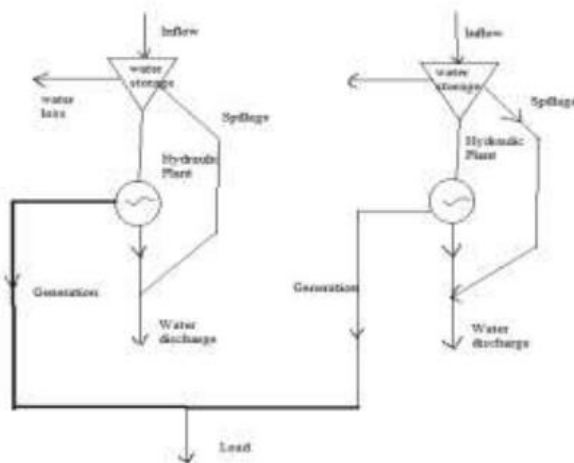 Inflow
water
storage
water
loss
Spillage
Hydraulic
Plant
Generation
Water
discharge
Inflow
water
storage
Spillage
Hydraulic
Plant
Generation
Water
discharge
Load